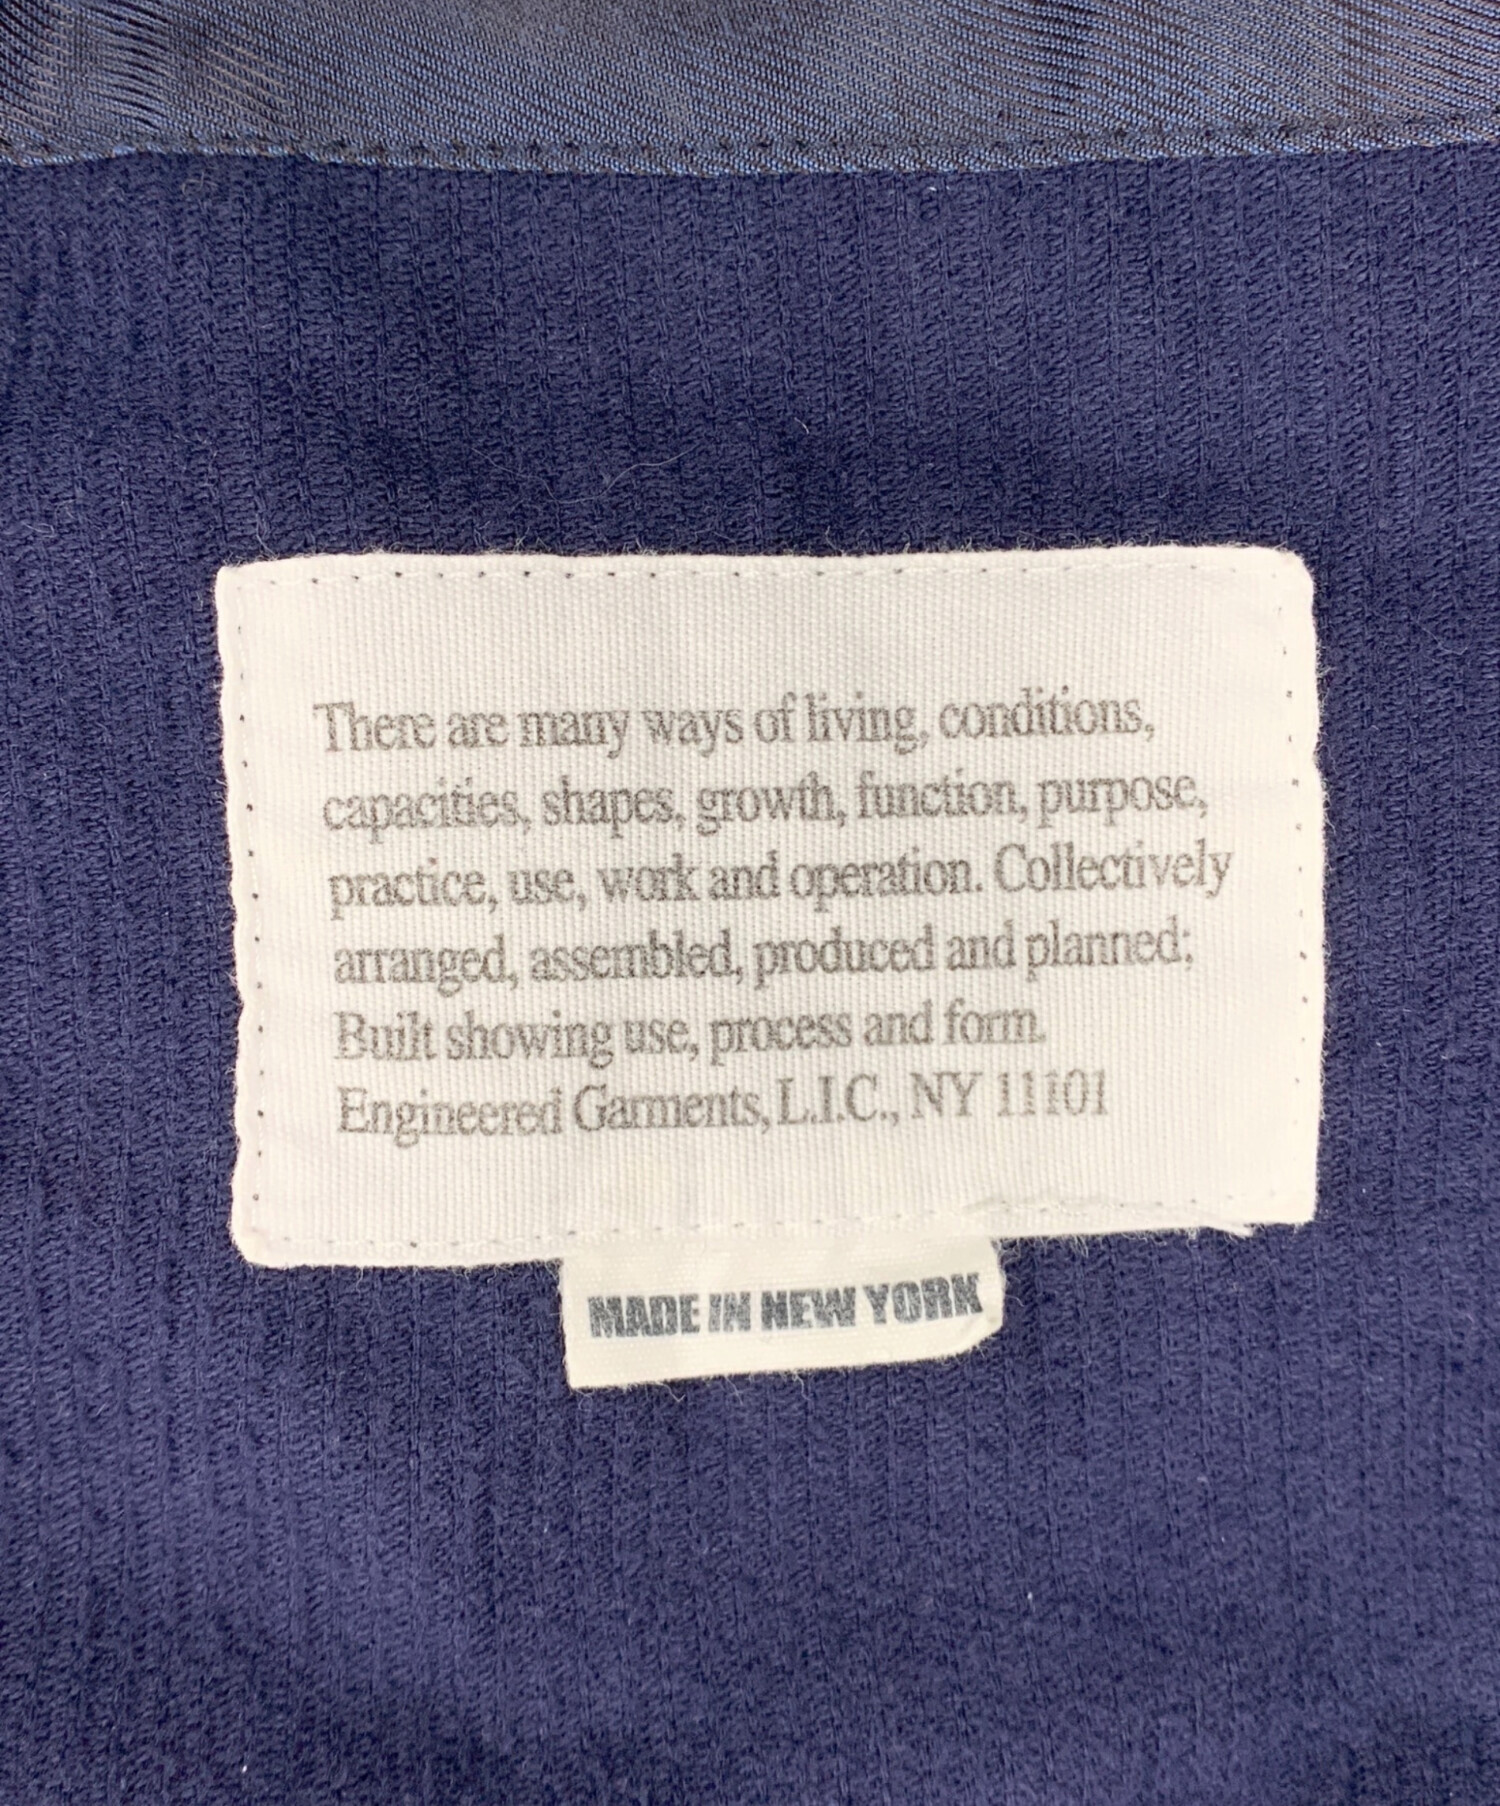 There are many ways of living, conditions,
capacities, shapes, growth, function, purpose,
practice, use, work and operation. Collectively
arranged, assembled, produced and planned;
Built showing use, process and form.
Engineered Garments, L.I.C., NY 11101
MADE IN NEW YORK